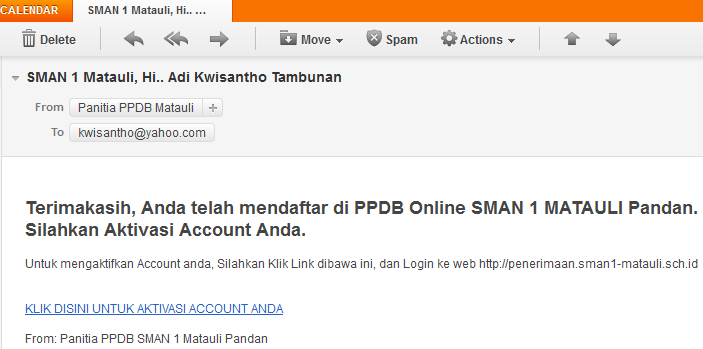 CALENDAR
SMAN 1 Matauli, Hi.. ...
Delete
Move
Spam
Actions
SMAN 1 Matauli, Hi.. Adi Kwisantho Tambunan
From Panitia PPDB Matauli +
To kwisantho@yahoo.com
Terimakasih, Anda telah mendaftar di PPDB Online SMAN 1 MATAULI Pandan.
Silahkan Aktivasi Account Anda.
Untuk mengaktifkan Account anda, Silahkan Klik Link dibawa ini, dan Login ke web http://penerimaan.sman1-matauli.sch.id
KLIK DISINI UNTUK AKTIVASI ACCOUNT ANDA
From: Panitia PPDB SMAN 1 Matauli Pandan